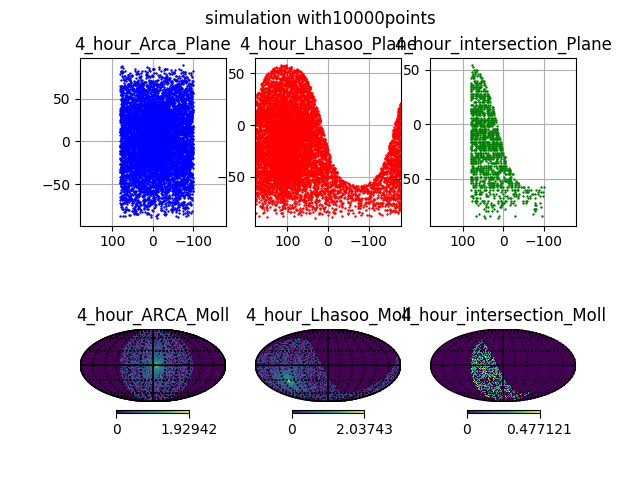 simulation with10000points
4_hour_Arca_Plane 4_hour_Lhasoo_Plane 4_hour_intersection_Plane
50
0
−50
100 0 −100
50
0
−50
100 0 −100
50
0
−50
100 0 −100
4_hour_ARCA_Moll 4_hour_Lhasoo_Moll 4_hour_intersection_Moll
0 1.92942
0 2.03743
0 0.477121